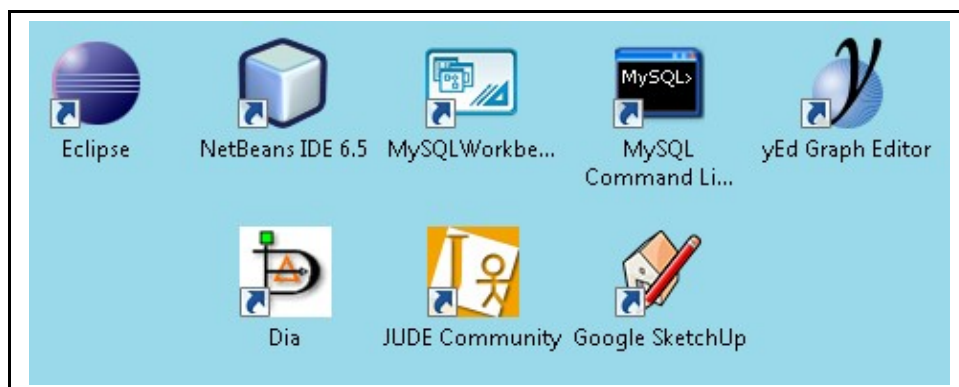 MySQL>
Eclipse
NetBeans IDE 6.5
MySQLWorkbe...
MySQL
Command Li...
yEd Graph Editor
Dia
JUDE Community
Google SketchUp